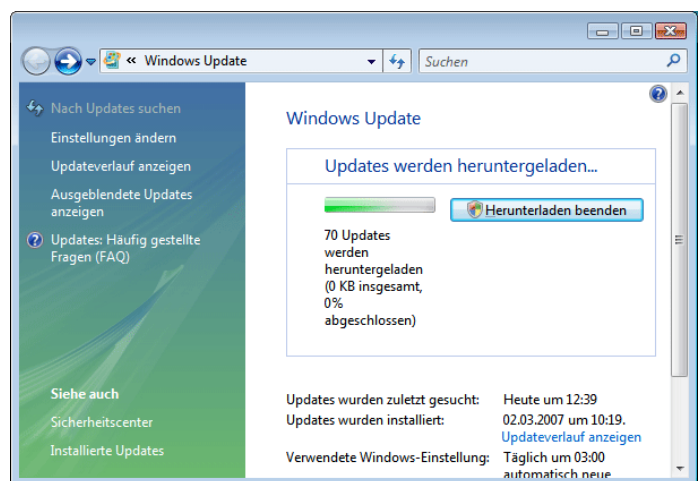 « Windows Update
Suchen
Nach Updates suchen
Einstellungen ändern
Updateverlauf anzeigen
Ausgeblendete Updates
anzeigen
Updates: Häufig gestellte
Fragen (FAQ)
Siehe auch
Sicherheitscenter
Installierte Updates
Windows Update
Updates werden heruntergeladen...
Herunterladen beenden
70 Updates
werden
heruntergeladen
(0 KB insgesamt,
0%
abgeschlossen)
Updates wurden zuletzt gesucht: Heute um 12:39
Updates wurden installiert: 02.03.2007 um 10:19.
Updateverlauf anzeigen
Verwendete Windows-Einstellung: Täglich um 03:00
automatisch neue